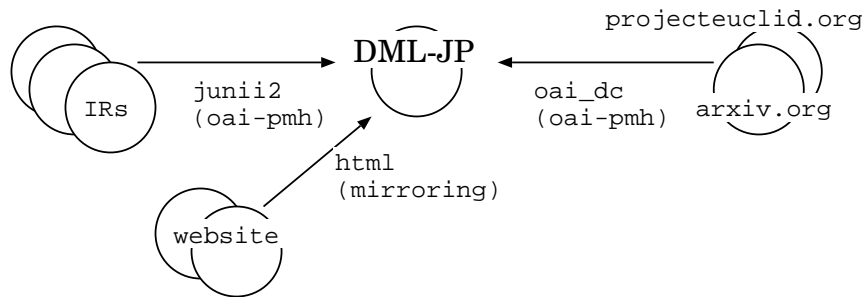 projecteuclid.org
DML-JP
IRs
junii2
(oai-pmh)
oai_dc
(oai-pmh)
arxiv.org
html
(mirroring)
website